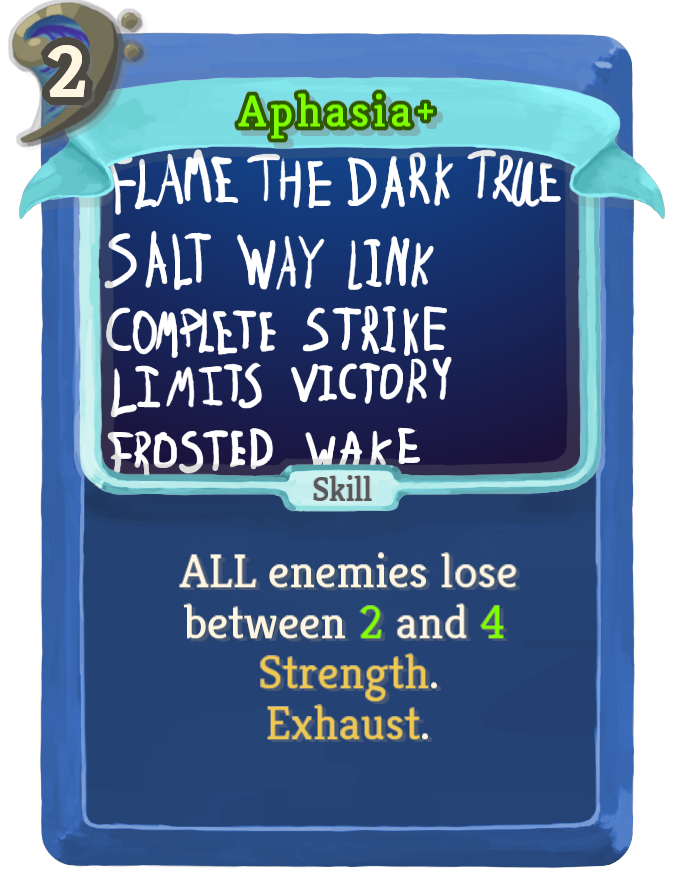 2
Aphasia+
FLAME THE DARK TRUE
SALT WAY LINK
COMPLETE STRIKE
LIMITS VICTORY
FROSTED WAKE
Skill
ALL enemies lose
between 2 and 4
Strength.
Exhaust.